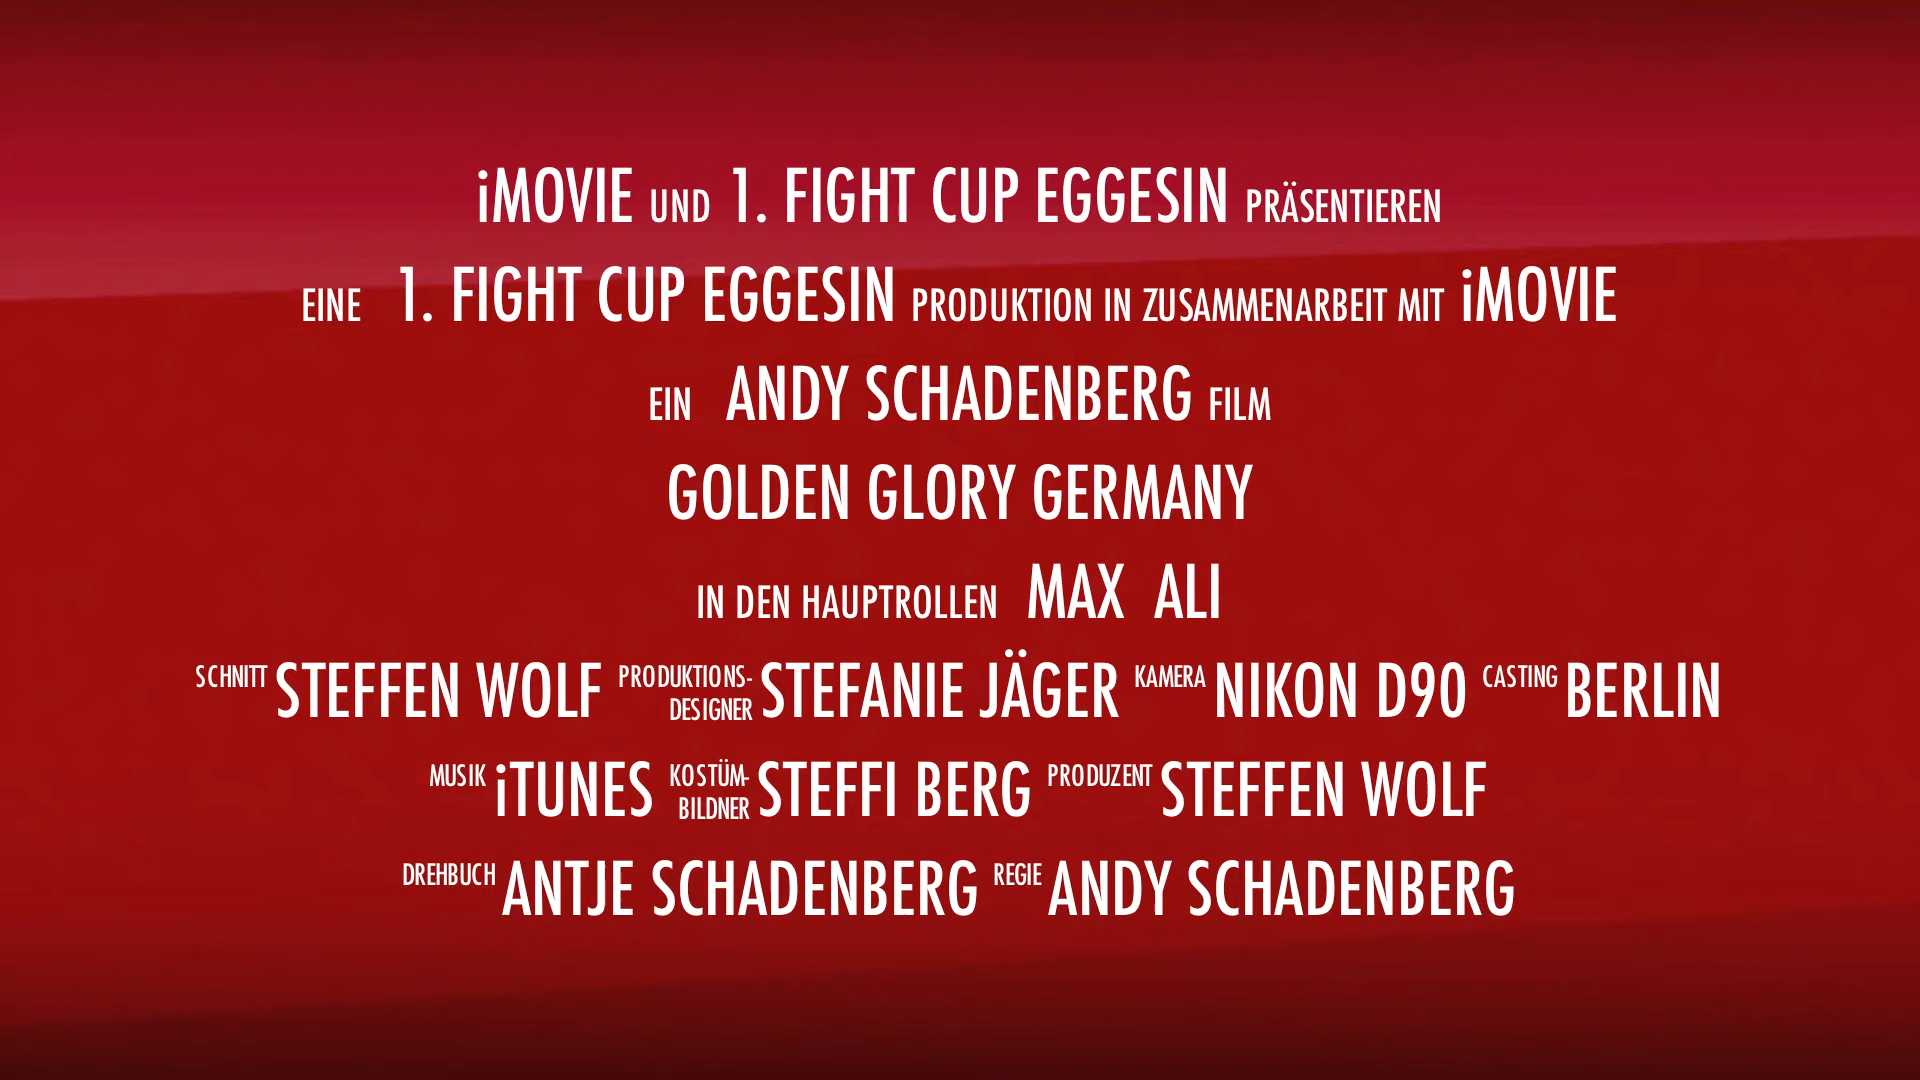 iMOVIE UND 1. FIGHT CUP EGGESIN PRÄSENTIEREN
EINE 1. FIGHT CUP EGGESIN PRODUKTION IN ZUSAMMENARBEIT MIT iMOVIE
EIN ANDY SCHADENBERG FILM
GOLDEN GLORY GERMANY
IN DEN HAUPTROLLEN MAX ALI
SCHNITT STEFFEN WOLF PRODUKTIONS-DESIGNER STEFANIE JÄGER KAMERA NIKON D90 CASTING BERLIN
MUSIK iTUNES KOSTÜM-BILDNER STEFFI BERG PRODUZENT STEFFEN WOLF
DREHBUCH ANTJE SCHADENBERG REGIE ANDY SCHADENBERG